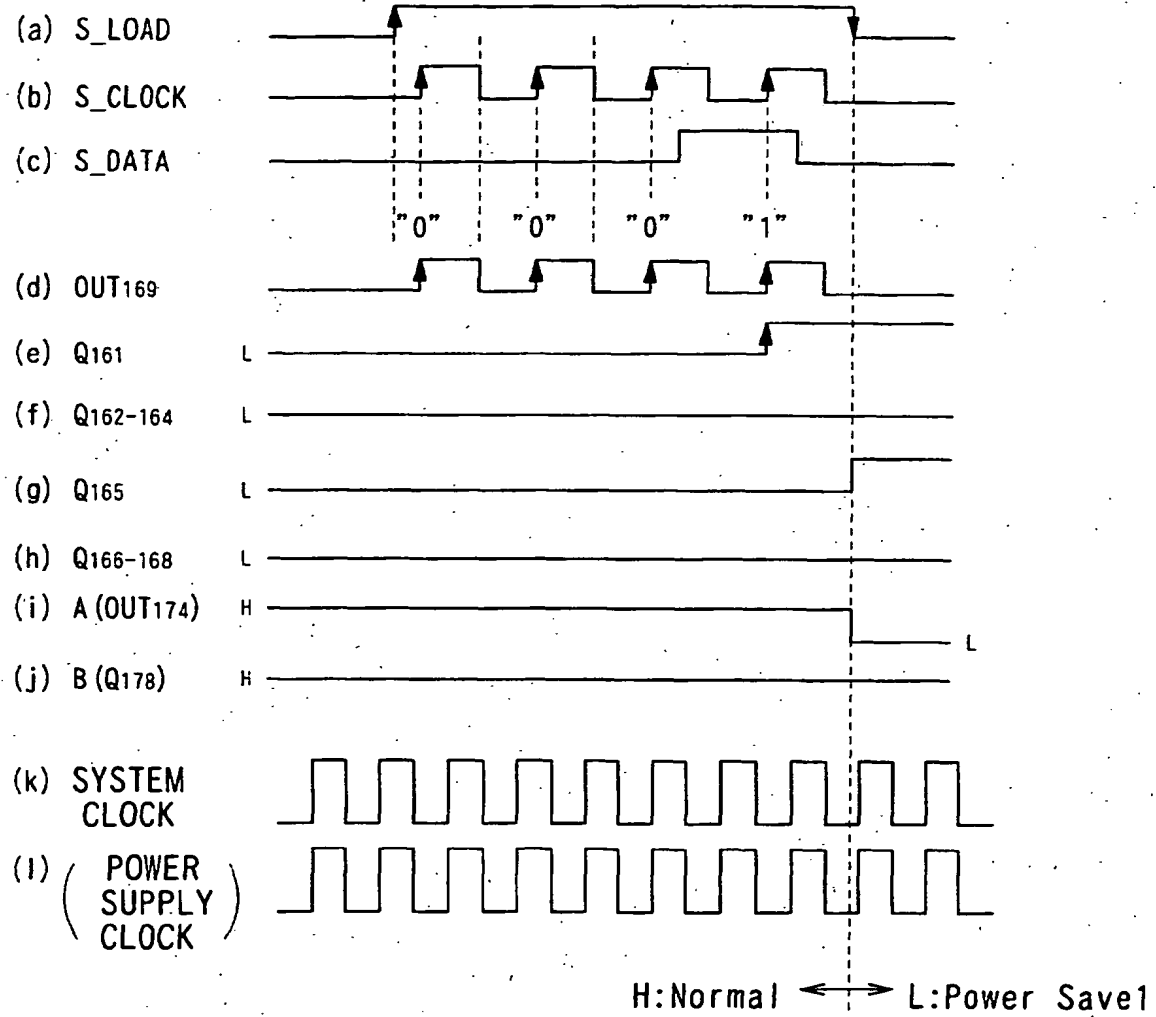 (a) S_LOAD
(b) S_CLOCK
(c) S_DATA
"0" "0" "0" "1"
(d) OUT169
(e) Q161 L
(f) Q162-164 L
(g) Q165 L
(h) Q166-168 L
(i) A(OUT174) H L
(j) B(Q178) H
(k) SYSTEM
CLOCK
(l) ( POWER
SUPPLY
CLOCK )
H:Normal L:Power Save1